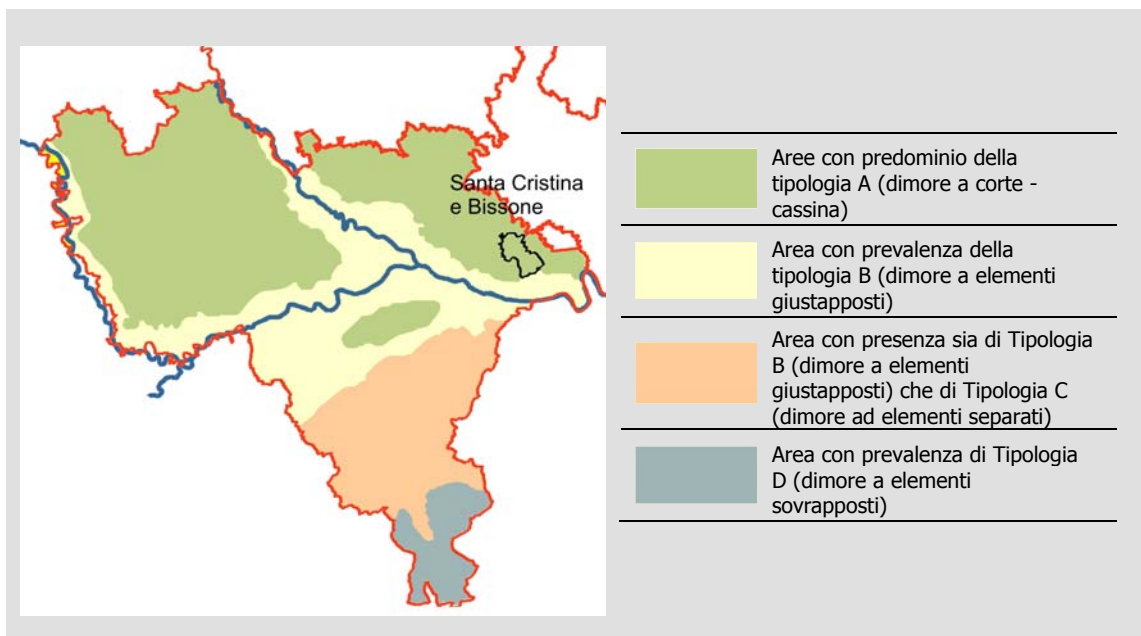 Santa Cristina
e Bissone
Aree con predominio della
tipologia A (dimore a corte -
cassina)
Area con prevalenza della
tipologia B (dimore a elementi
giustapposti)
Area con presenza sia di Tipologia
B (dimore a elementi
giustapposti) che di Tipologia C
(dimore ad elementi separati)
Area con prevalenza di Tipologia
D (dimore a elementi
sovrapposti)